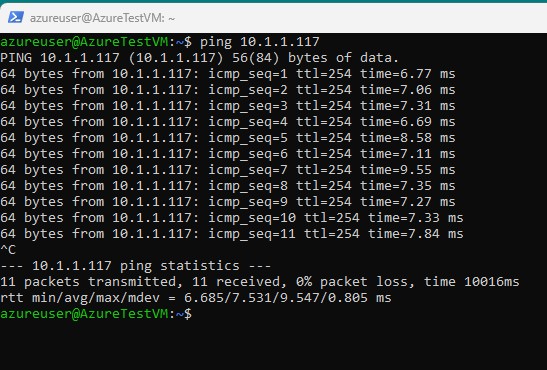 azureuser@AzureTestVM: ~
azureuser@AzureTestVM:~$ ping 10.1.1.117
PING 10.1.1.117 (10.1.1.117) 56(84) bytes of data.
64 bytes from 10.1.1.117: icmp_seq=1 ttl=254 time=6.77 ms
64 bytes from 10.1.1.117: icmp_seq=2 ttl=254 time=7.06 ms
64 bytes from 10.1.1.117: icmp_seq=3 ttl=254 time=7.31 ms
64 bytes from 10.1.1.117: icmp_seq=4 ttl=254 time=6.69 ms
64 bytes from 10.1.1.117: icmp_seq=5 ttl=254 time=8.58 ms
64 bytes from 10.1.1.117: icmp_seq=6 ttl=254 time=7.11 ms
64 bytes from 10.1.1.117: icmp_seq=7 ttl=254 time=9.55 ms
64 bytes from 10.1.1.117: icmp_seq=8 ttl=254 time=7.35 ms
64 bytes from 10.1.1.117: icmp_seq=9 ttl=254 time=7.27 ms
64 bytes from 10.1.1.117: icmp_seq=10 ttl=254 time=7.33 ms
64 bytes from 10.1.1.117: icmp_seq=11 ttl=254 time=7.84 ms
^C
--- 10.1.1.117 ping statistics ---
11 packets transmitted, 11 received, 0% packet loss, time 10016ms
rtt min/avg/max/mdev = 6.685/7.531/9.547/0.805 ms
azureuser@AzureTestVM:~$